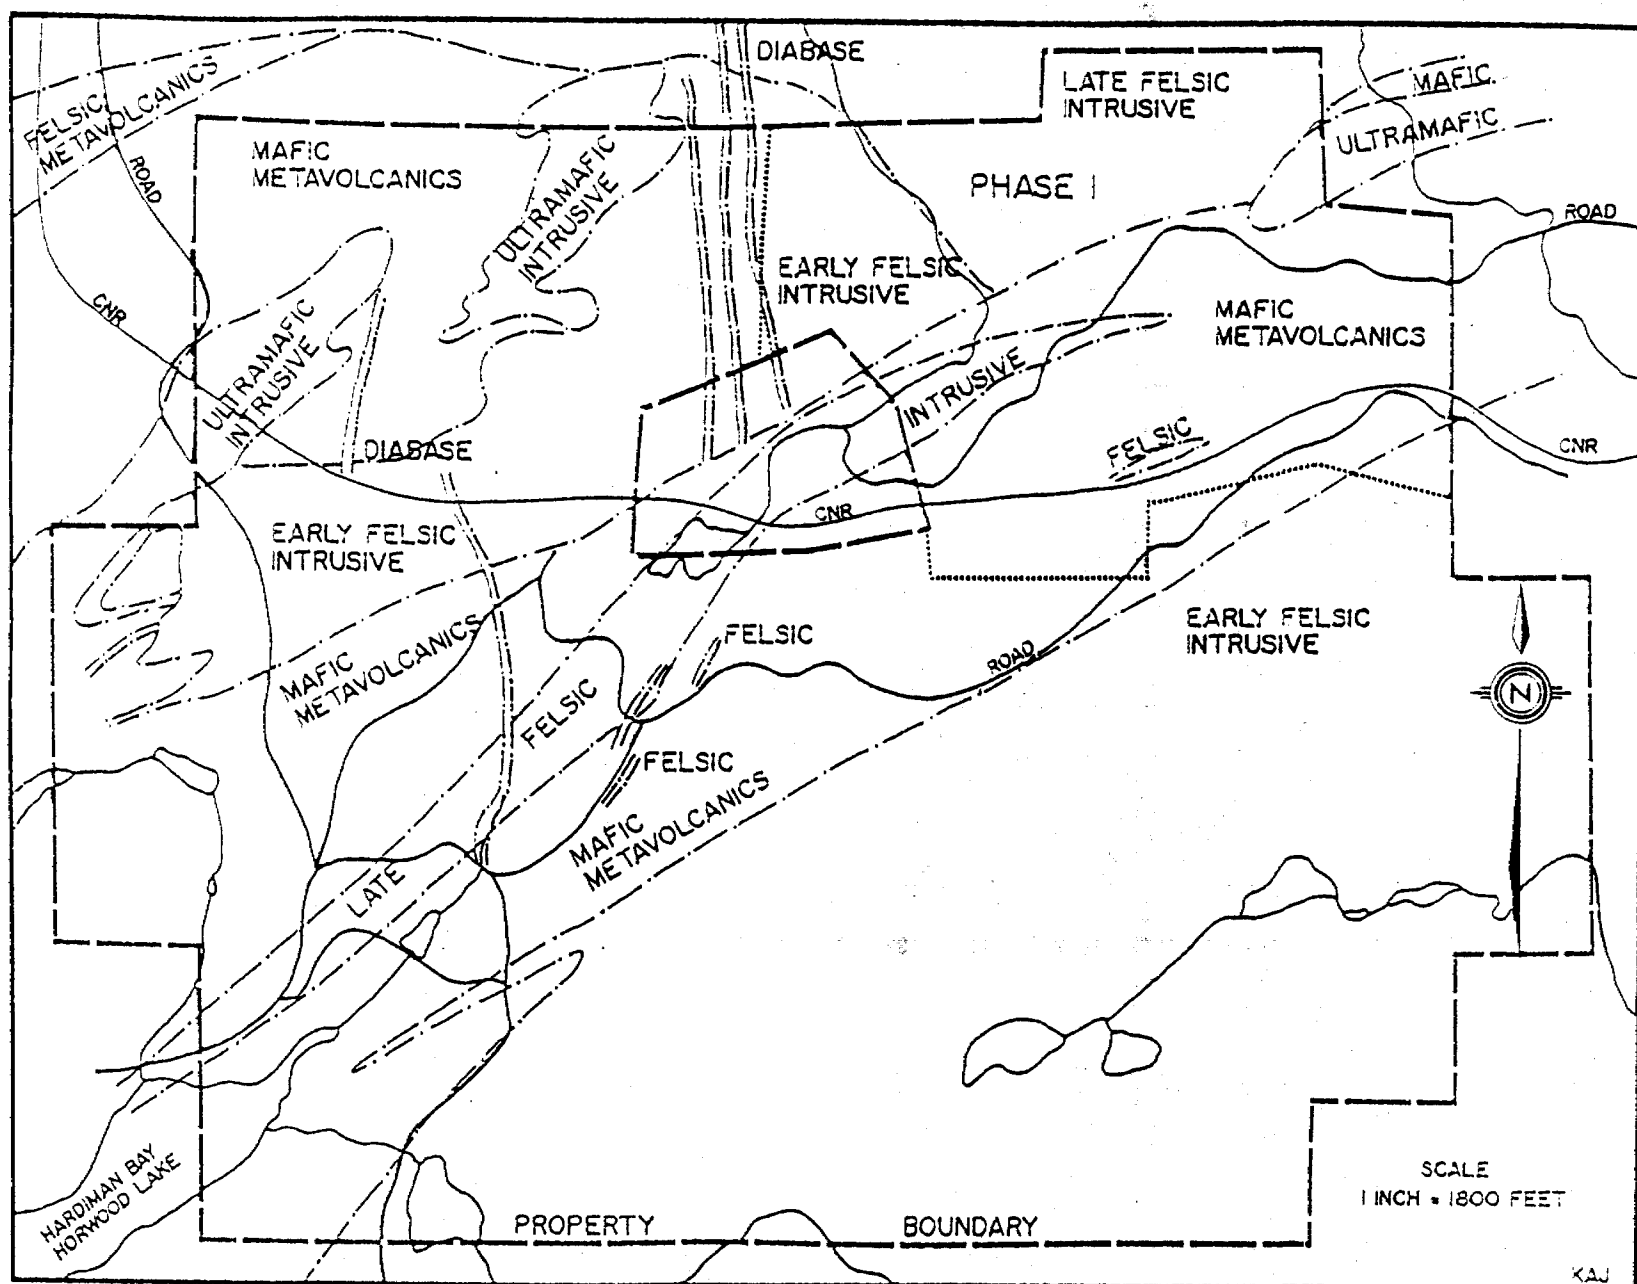 DIABASE
LATE FELSIC
INTRUSIVE
MAFIC
ULTRAMAFIC
FELSIC
METAVOLCANICS
ROAD
MAFIC
METAVOLCANICS
ULTRAMAFIC
INTRUSIVE
PHASE I
ROAD
EARLY FELSIC
INTRUSIVE
CNR
MAFIC
METAVOLCANICS
ULTRAMAFIC
INTRUSIVE
INTRUSIVE
DIABASE
FELSIC
CNR
CNR
EARLY FELSIC
INTRUSIVE
EARLY FELSIC
INTRUSIVE
FELSIC
ROAD
MAFIC
METAVOLCANICS
N
FELSIC
FELSIC
MAFIC
METAVOLCANICS
LATE
HARDIMAN BAY
HORWOOD LAKE
SCALE
1 INCH = 1800 FEET
PROPERTY BOUNDARY
KAJ